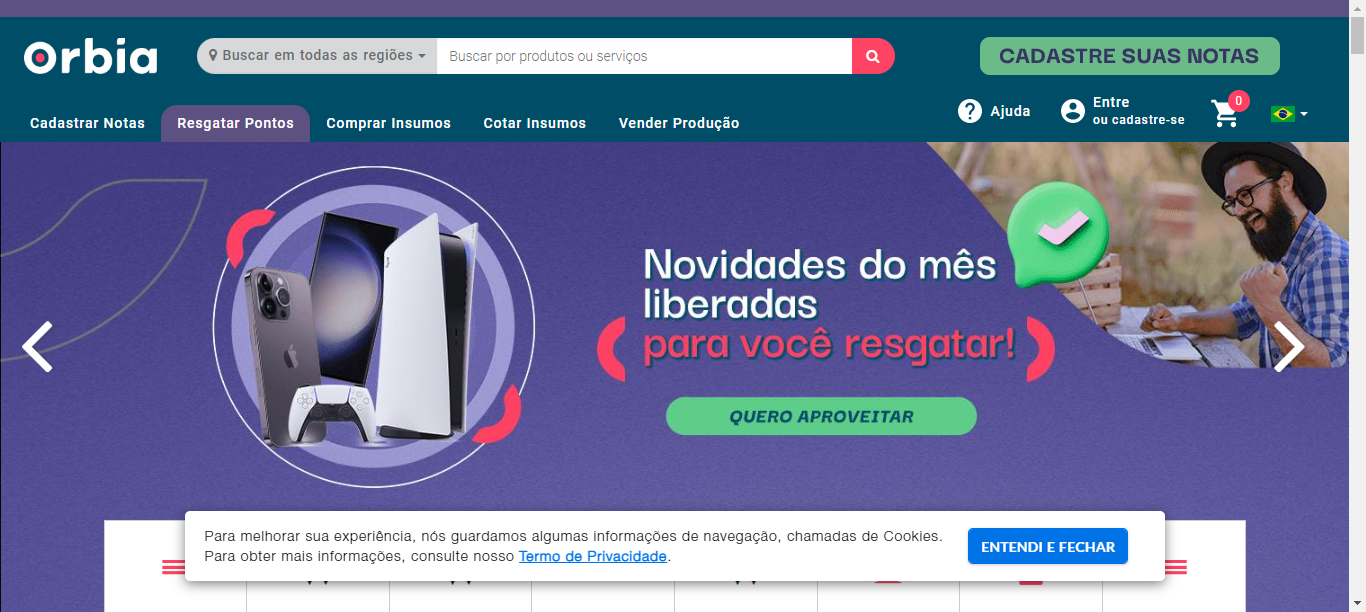 Orbia
Buscar em todas as regiões
Buscar por produtos ou serviços
CADASTRE SUAS NOTAS
Cadastrar Notas
Resgatar Pontos
Comprar Insumos
Cotar Insumos
Vender Produção
Ajuda
Entre
ou cadastre-se
0
Novidades do mês
liberadas
para você resgatar!
QUERO APROVEITAR
Para melhorar sua experiência, nós guardamos algumas informações de navegação, chamadas de Cookies.
Para obter mais informações, consulte nosso Termo de Privacidade.
ENTENDI E FECHAR